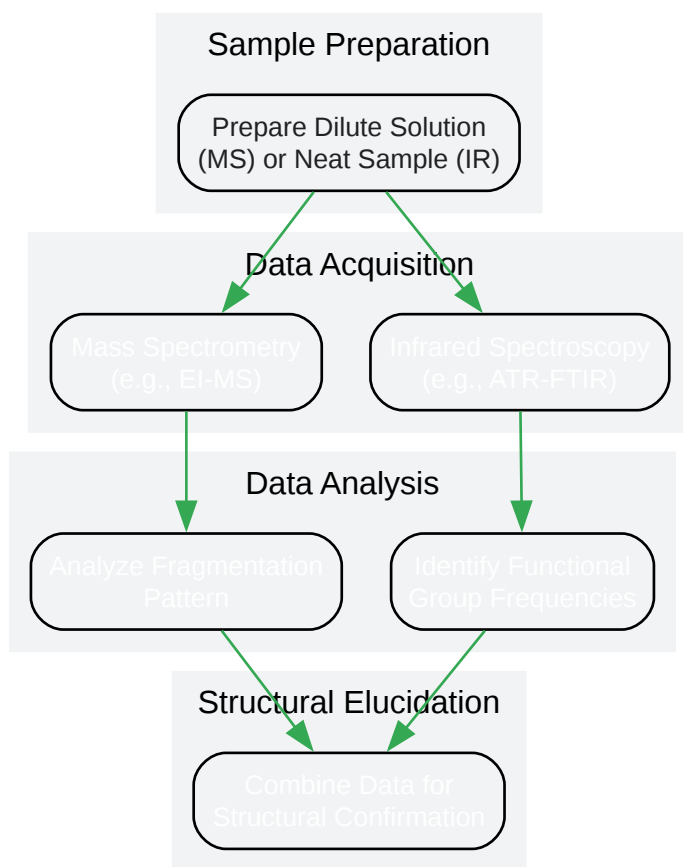 Sample Preparation
Prepare Dilute Solution
(MS) or Neat Sample (IR)
Data Acquisition
Mass Spectrometry
(e.g., EI-MS)
Infrared Spectroscopy
(e.g., ATR-FTIR)
Data Analysis
Analyze Fragmentation
Pattern
Identify Functional
Group Frequencies
Structural Elucidation
Combine Data for
Structural Confirmation